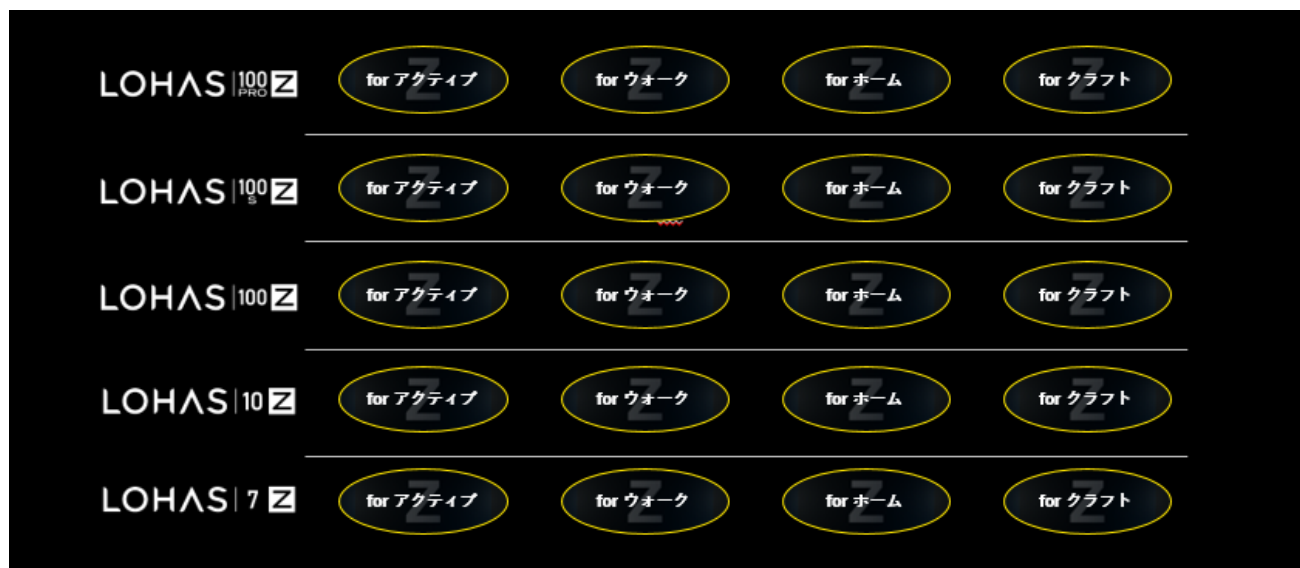 LOHAS 100 PRO Z for アクティブ for ウォーク for ホーム for クラフト
LOHAS 100 S Z for アクティブ for ウォーク for ホーム for クラフト
LOHAS 100 Z for アクティブ for ウォーク for ホーム for クラフト
LOHAS 10 Z for アクティブ for ウォーク for ホーム for クラフト
LOHAS 7 Z for アクティブ for ウォーク for ホーム for クラフト